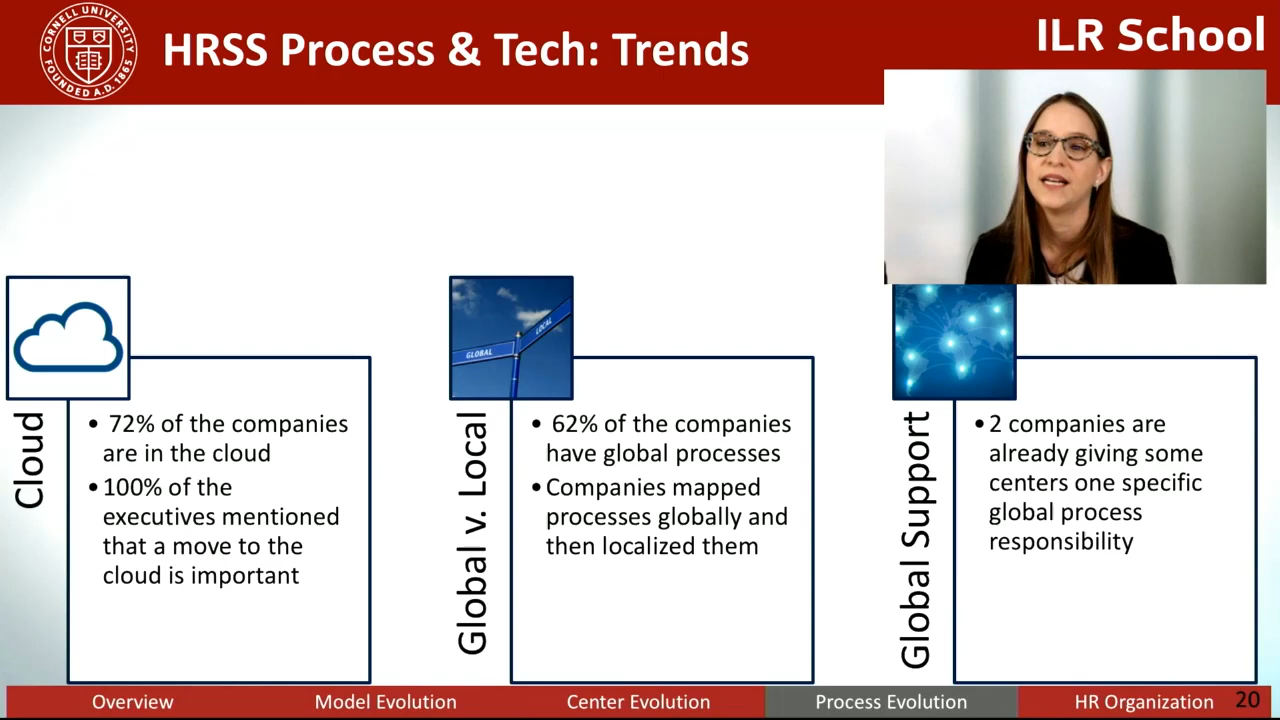 CORNELL UNIVERSITY
FOUNDED A.D. 1865
HRSS Process & Tech: Trends
ILR School
Cloud
• 72% of the companies
are in the cloud
• 100% of the
executives mentioned
that a move to the
cloud is important
GLOBAL
LOCAL
Global v. Local
• 62% of the companies
have global processes
• Companies mapped
processes globally and
then localized them
Global Support
• 2 companies are
already giving some
centers one specific
global process
responsibility
Overview
Model Evolution
Center Evolution
Process Evolution
HR Organization
20